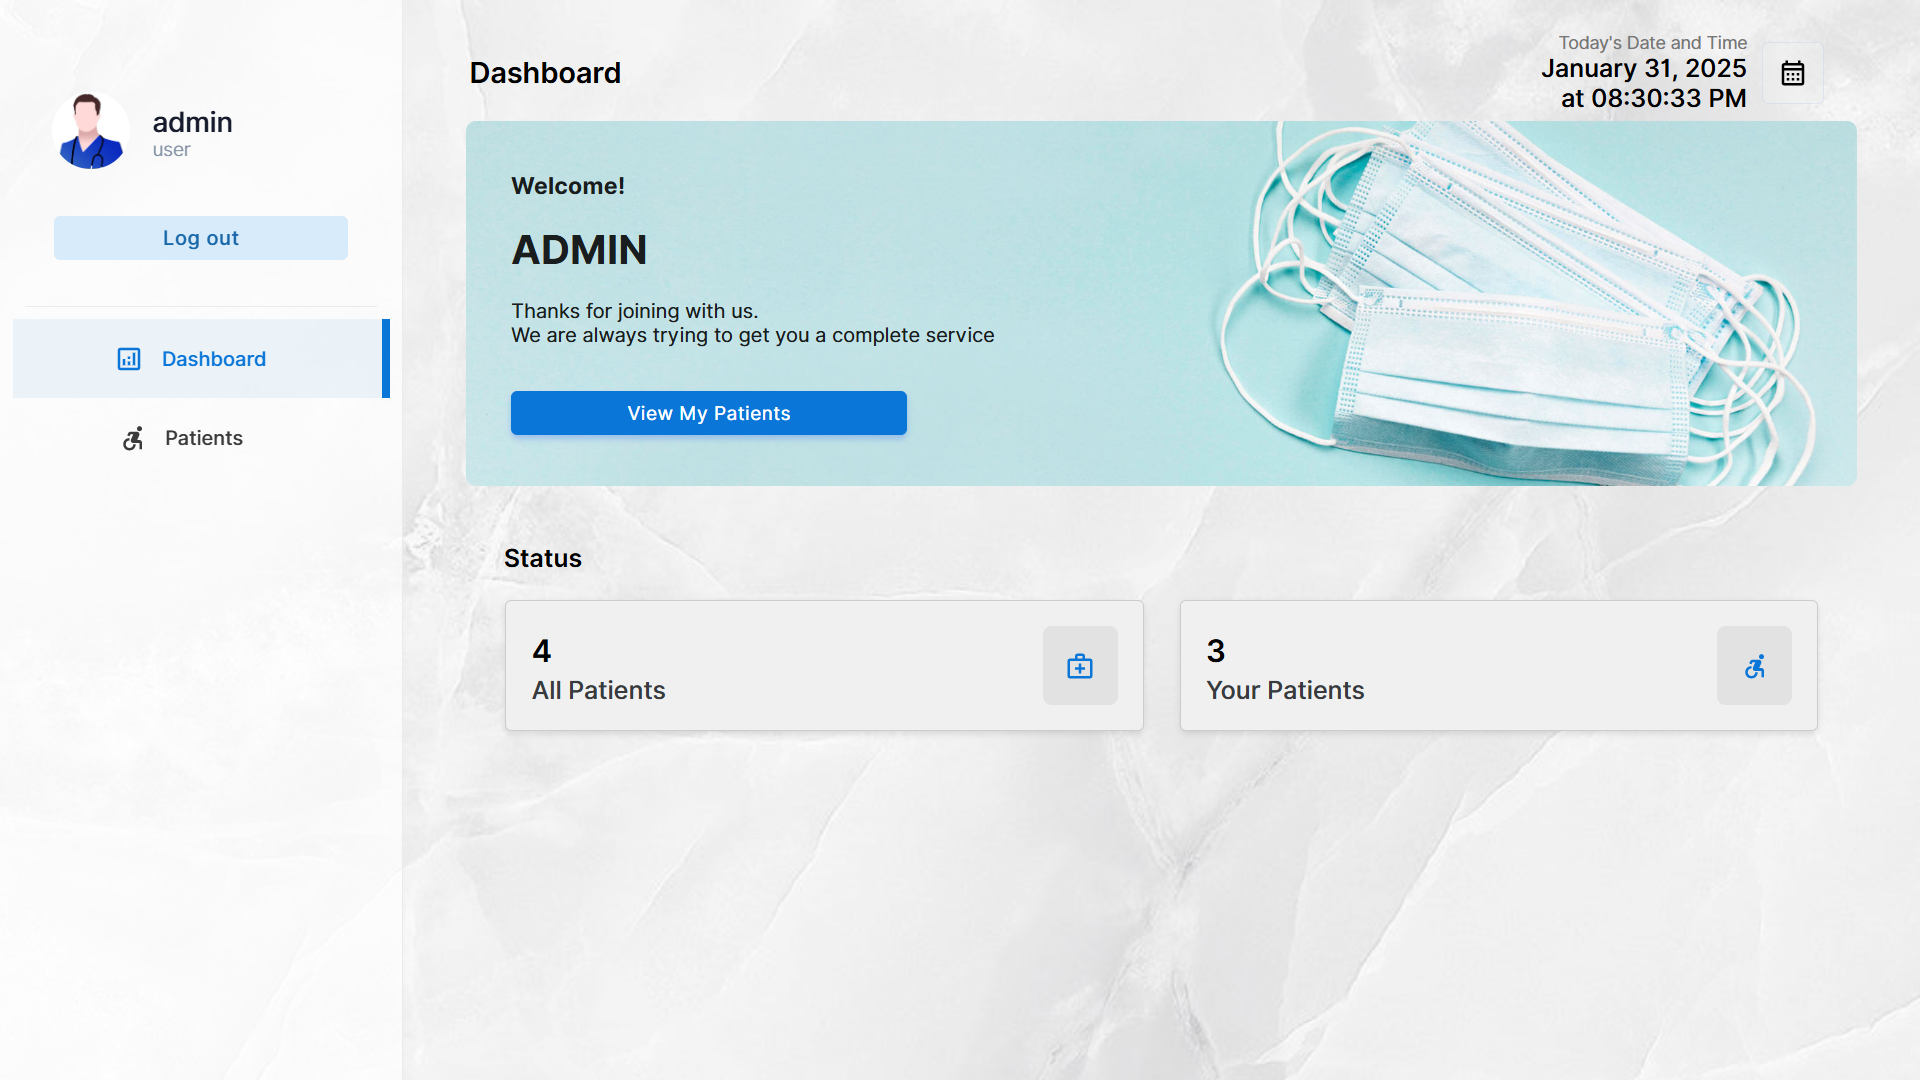 admin
user
Log out
Dashboard
Patients
Dashboard
Today's Date and Time
January 31, 2025
at 08:30:33 PM
Welcome!
ADMIN
Thanks for joining with us.
We are always trying to get you a complete service
View My Patients
Status
4
All Patients
3
Your Patients